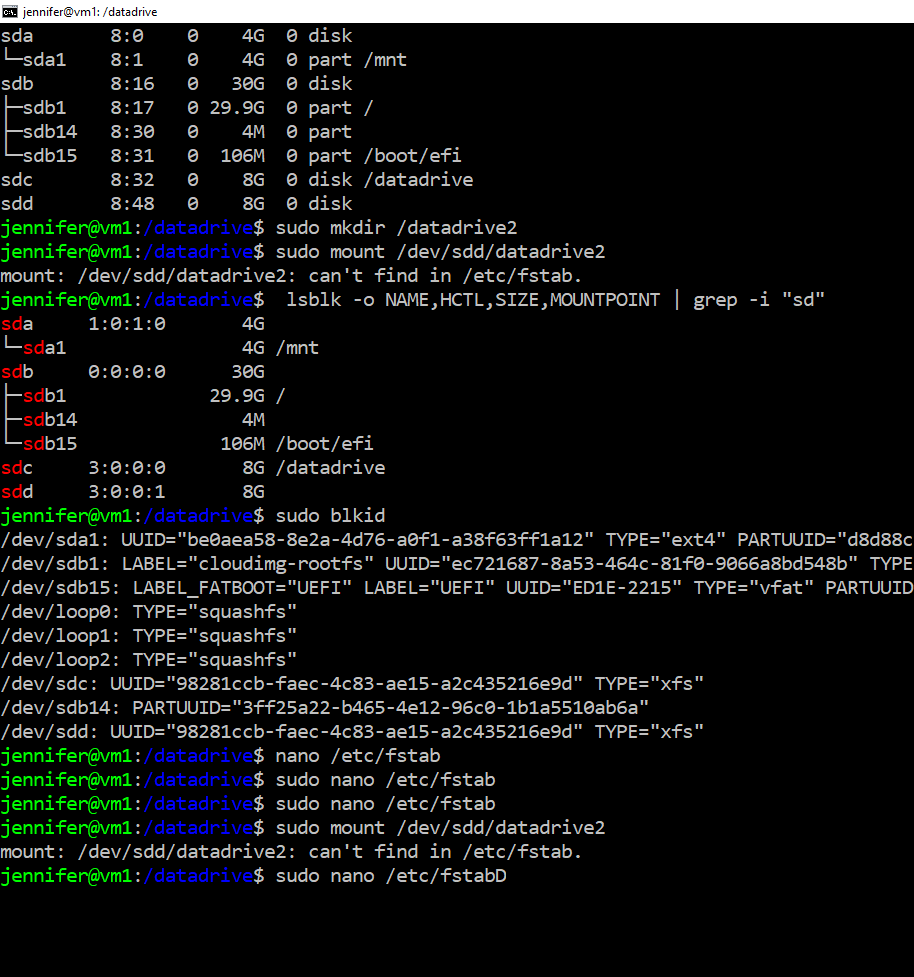 jennifer@vm1: /datadrive
sda       8:0    0    4G  0 disk
└─sda1    8:1    0    4G  0 part /mnt
sdb       8:16   0   30G  0 disk
├─sdb1    8:17   0 29.9G  0 part /
├─sdb14   8:30   0    4M  0 part
└─sdb15   8:31   0  106M  0 part /boot/efi
sdc       8:32   0    8G  0 disk /datadrive
sdd       8:48   0    8G  0 disk
jennifer@vm1:/datadrive$ sudo mkdir /datadrive2
jennifer@vm1:/datadrive$ sudo mount /dev/sdd/datadrive2
mount: /dev/sdd/datadrive2: can't find in /etc/fstab.
jennifer@vm1:/datadrive$  lsblk -o NAME,HCTL,SIZE,MOUNTPOINT | grep -i "sd"
sda     1:0:1:0       4G
└─sda1                4G /mnt
sdb     0:0:0:0      30G
├─sdb1             29.9G /
├─sdb14               4M
└─sdb15             106M /boot/efi
sdc     3:0:0:0       8G /datadrive
sdd     3:0:0:1       8G
jennifer@vm1:/datadrive$ sudo blkid
/dev/sda1: UUID="be0aea58-8e2a-4d76-a0f1-a38f63ff1a12" TYPE="ext4" PARTUUID="d8d88c
/dev/sdb1: LABEL="cloudimg-rootfs" UUID="ec721687-8a53-464c-81f0-9066a8bd548b" TYPE
/dev/sdb15: LABEL_FATBOOT="UEFI" LABEL="UEFI" UUID="ED1E-2215" TYPE="vfat" PARTUUID
/dev/loop0: TYPE="squashfs"
/dev/loop1: TYPE="squashfs"
/dev/loop2: TYPE="squashfs"
/dev/sdc: UUID="98281ccb-faec-4c83-ae15-a2c435216e9d" TYPE="xfs"
/dev/sdb14: PARTUUID="3ff25a22-b465-4e12-96c0-1b1a5510ab6a"
/dev/sdd: UUID="98281ccb-faec-4c83-ae15-a2c435216e9d" TYPE="xfs"
jennifer@vm1:/datadrive$ nano /etc/fstab
jennifer@vm1:/datadrive$ sudo nano /etc/fstab
jennifer@vm1:/datadrive$ sudo nano /etc/fstab
jennifer@vm1:/datadrive$ sudo mount /dev/sdd/datadrive2
mount: /dev/sdd/datadrive2: can't find in /etc/fstab.
jennifer@vm1:/datadrive$ sudo nano /etc/fstabD